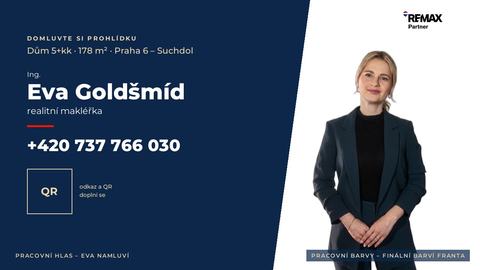 DOMLUVTE SI PROHLÍDKU
Dům 5+kk · 178 m² · Praha 6 – Suchdol
Ing.
Eva Goldšmíd
realitní makléřka
+420 737 766 030
QR
odkaz a QR
doplní se
PRACOVNÍ HLAS – EVA NAMLUVÍ
RE/MAX
Partner
PRACOVNÍ BARVY – FINÁLNÍ BARVÍ FRANTA